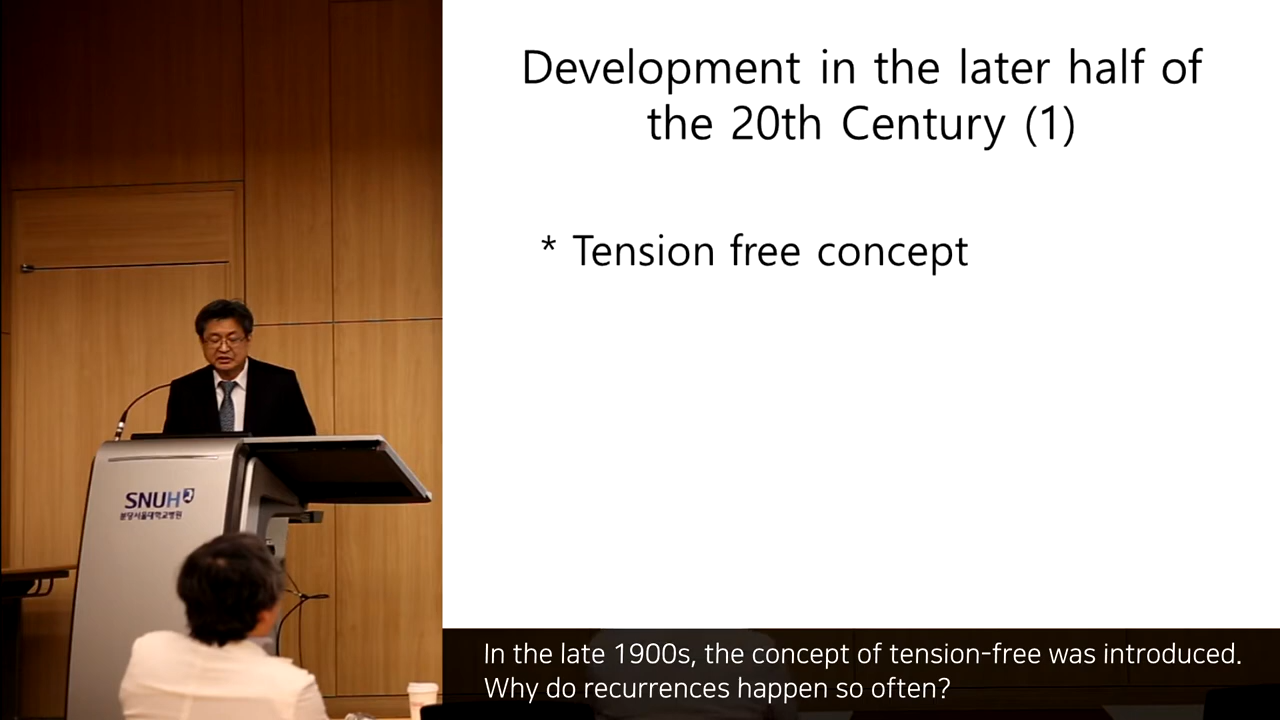 Development in the later half of
the 20th Century (1)
* Tension free concept
SNUH
분당서울대학교병원
In the late 1900s, the concept of tension-free was introduced.
Why do recurrences happen so often?